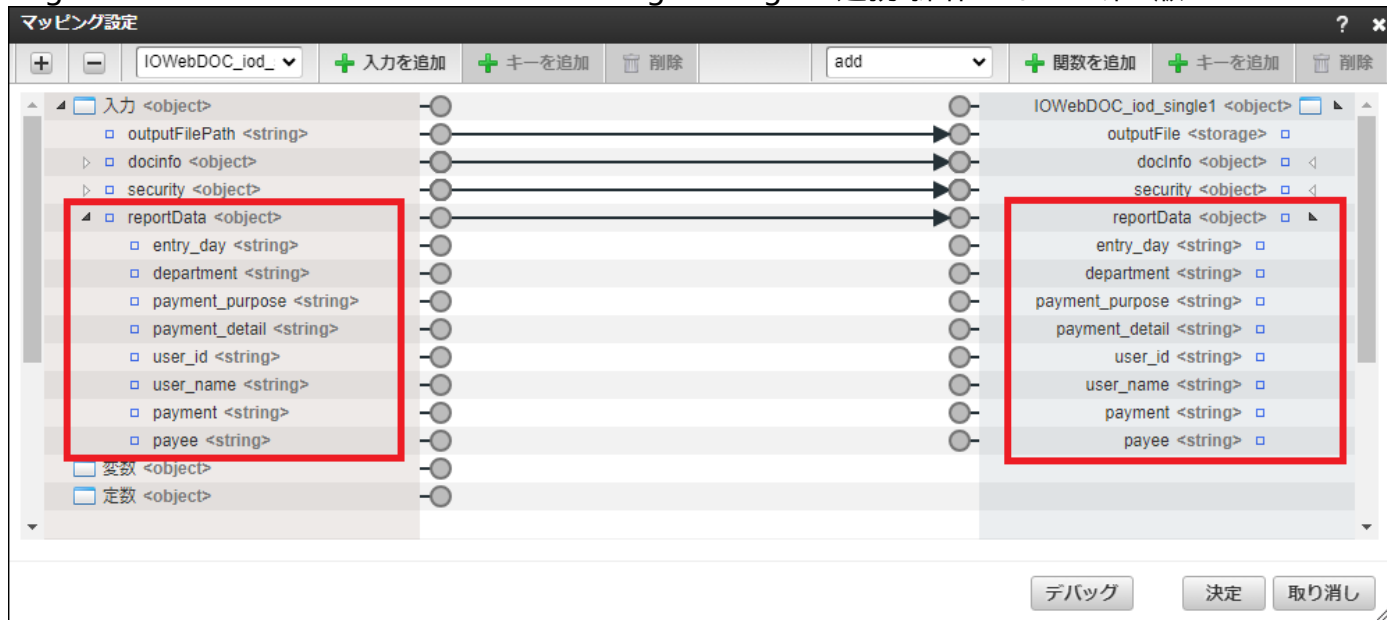 マッピング設定 ? ×
+ − IOWebDOC_iod_ 入力を追加 キーを追加 削除 add 関数を追加 キーを追加 削除
入力 <object> IOWebDOC_iod_single1 <object>
outputFilePath <string> outputFile <storage>
docinfo <object> docInfo <object>
security <object> security <object>
reportData <object> reportData <object>
entry_day <string> entry_day <string>
department <string> department <string>
payment_purpose <string> payment_purpose <string>
payment_detail <string> payment_detail <string>
user_id <string> user_id <string>
user_name <string> user_name <string>
payment <string> payment <string>
payee <string> payee <string>
変数 <object>
定数 <object>
デバッグ 決定 取り消し